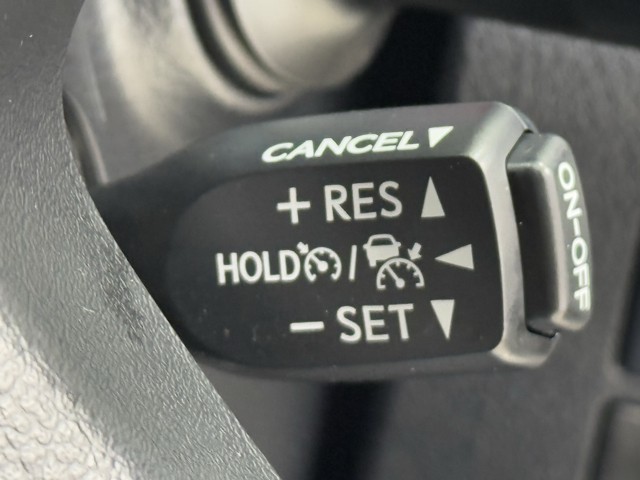 CANCEL▼
+ RES ▲
HOLD / ◀
− SET ▼
ON-OFF